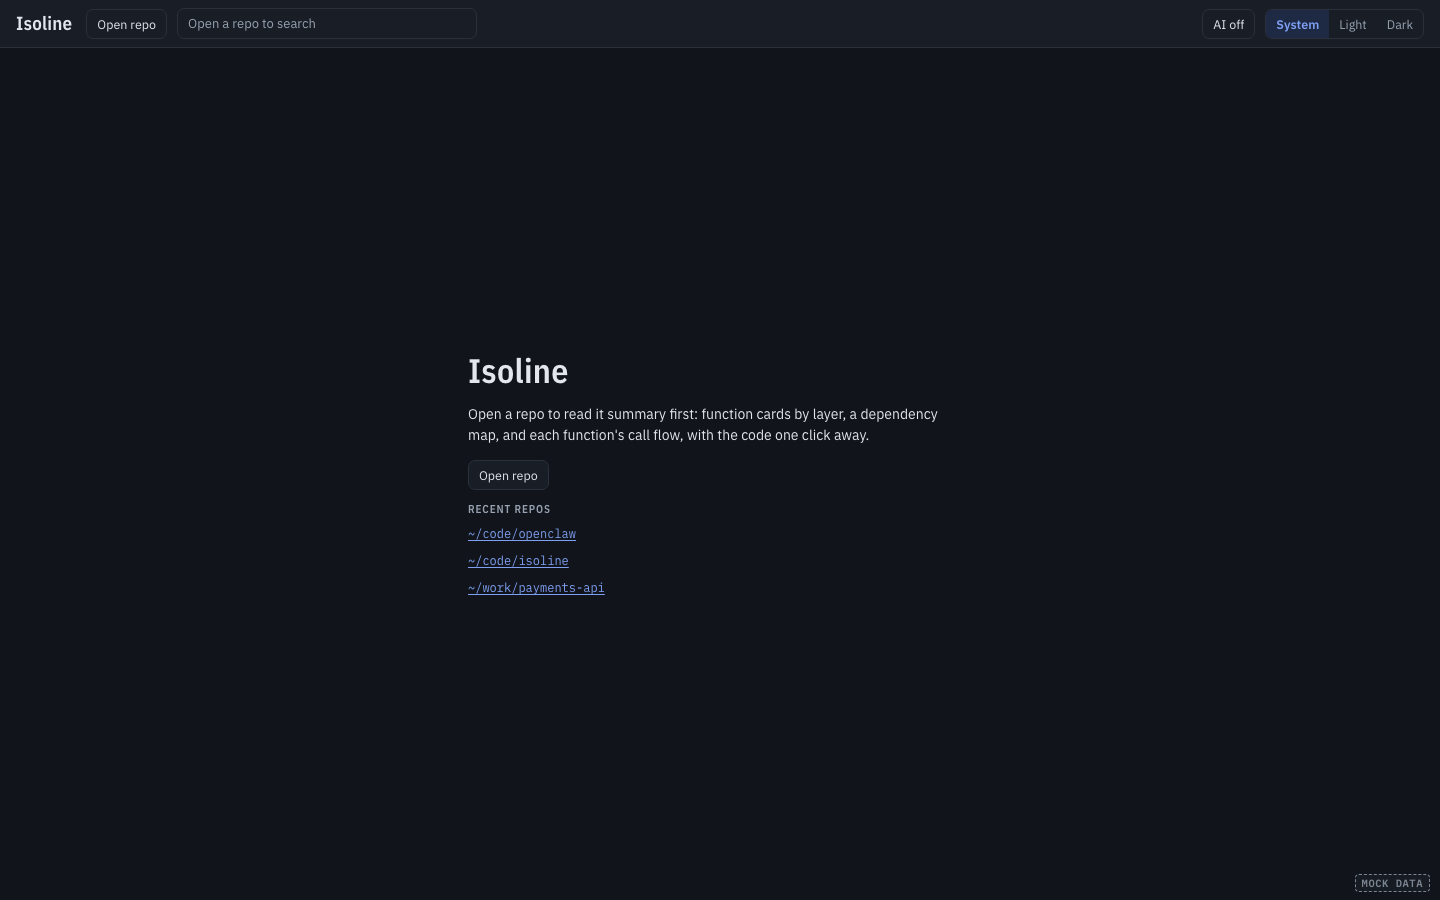 Isoline
Open repo
Open a repo to search
AI off
System
Light
Dark
Isoline
Open a repo to read it summary first: function cards by layer, a dependency
map, and each function's call flow, with the code one click away.
Open repo
RECENT REPOS
~/code/openclaw
~/code/isoline
~/work/payments-api
MOCK DATA